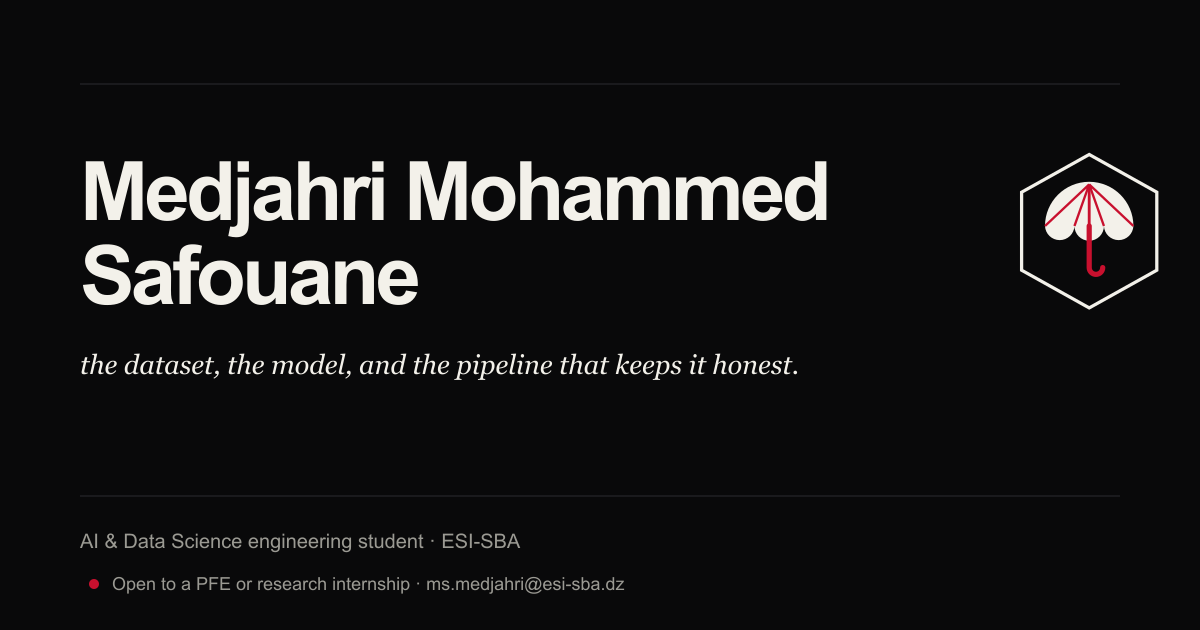 Medjahri Mohammed
Safouane
the dataset, the model, and the pipeline that keeps it honest.
AI & Data Science engineering student · ESI-SBA
Open to a PFE or research internship · ms.medjahri@esi-sba.dz